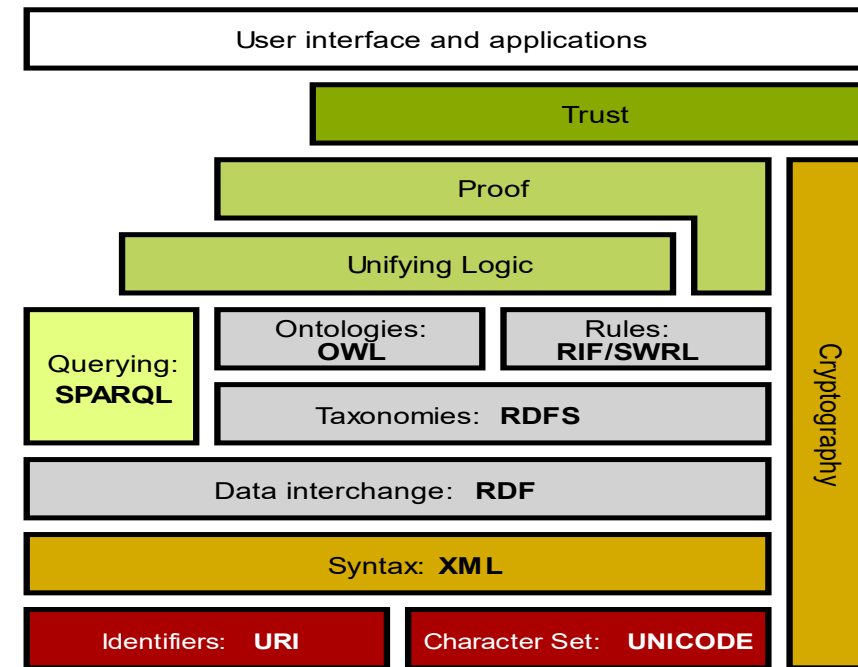 User interface and applications
Trust
Proof
Unifying Logic
Querying:
SPARQL
Ontologies:
OWL
Rules:
RIF/SWRL
Taxonomies: RDFS
Data interchange: RDF
Syntax: XML
Identifiers: URI
Character Set: UNICODE
Cryptography